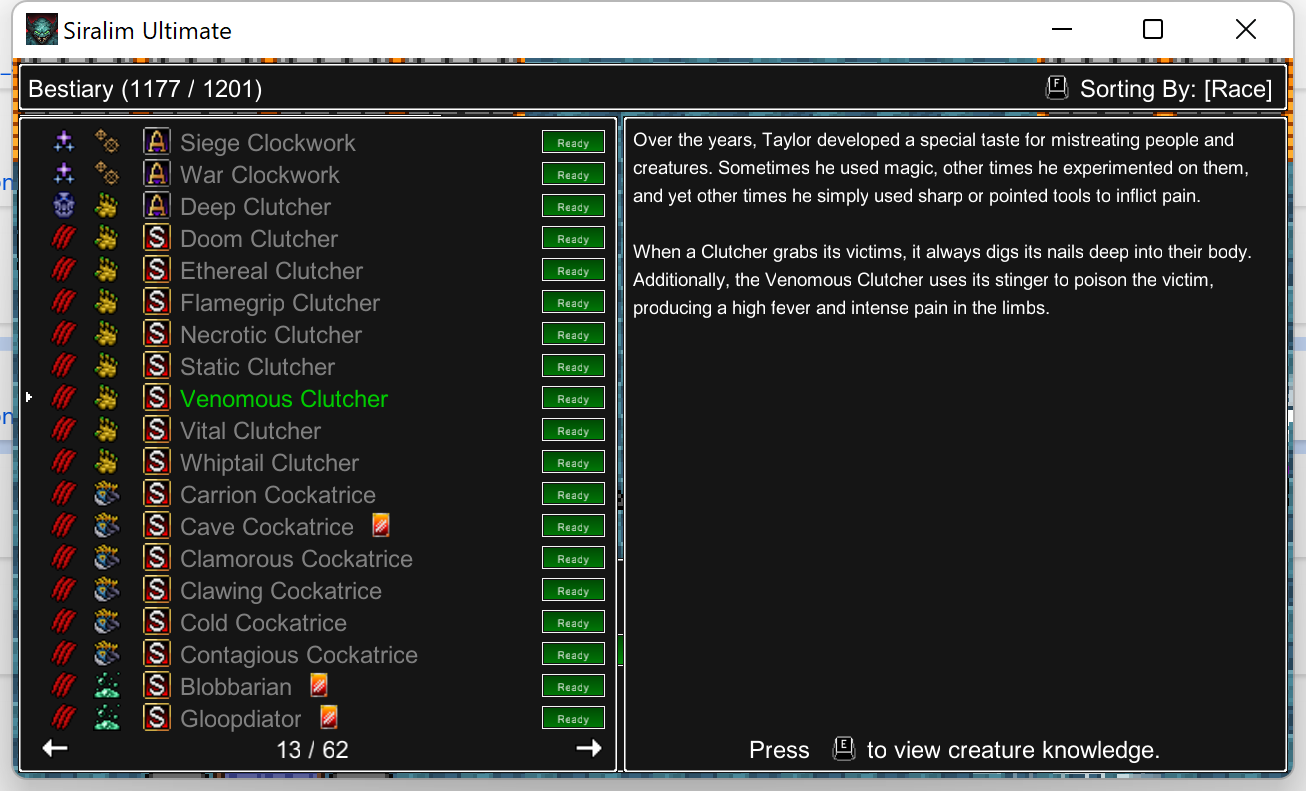 Siralim Ultimate
Bestiary (1177 / 1201)
F Sorting By: [Race]
A Siege Clockwork Ready
A War Clockwork Ready
A Deep Clutcher Ready
S Doom Clutcher Ready
S Ethereal Clutcher Ready
S Flamegrip Clutcher Ready
S Necrotic Clutcher Ready
S Static Clutcher Ready
S Venomous Clutcher Ready
S Vital Clutcher Ready
S Whiptail Clutcher Ready
S Carrion Cockatrice Ready
S Cave Cockatrice Ready
S Clamorous Cockatrice Ready
S Clawing Cockatrice Ready
S Cold Cockatrice Ready
S Contagious Cockatrice Ready
S Blobbarian Ready
S Gloopdiator Ready
13 / 62
Over the years, Taylor developed a special taste for mistreating people and
creatures. Sometimes he used magic, other times he experimented on them,
and yet other times he simply used sharp or pointed tools to inflict pain.
When a Clutcher grabs its victims, it always digs its nails deep into their body.
Additionally, the Venomous Clutcher uses its stinger to poison the victim,
producing a high fever and intense pain in the limbs.
Press E to view creature knowledge.